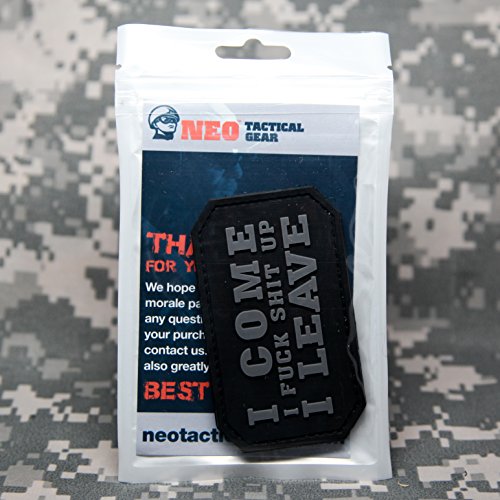 NEO TACTICAL
GEAR
THA
FOR YO
We hope
morale pa
any questi
your purch
contact us.
also greatly
BEST
neotactic
I COME
I FUCK SHIT UP
I LEAVE